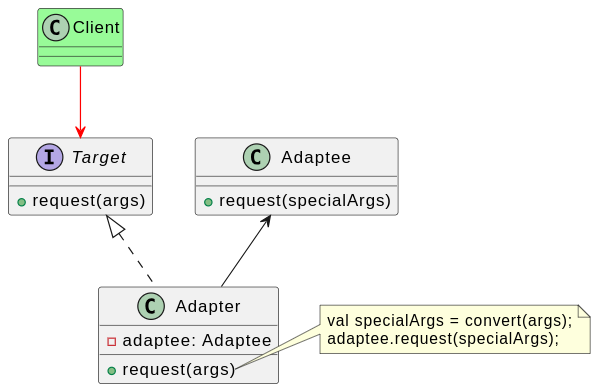 C Client
I Target
request(args)
C Adaptee
request(specialArgs)
C Adapter
adaptee: Adaptee
request(args)
val specialArgs = convert(args);
adaptee.request(specialArgs);